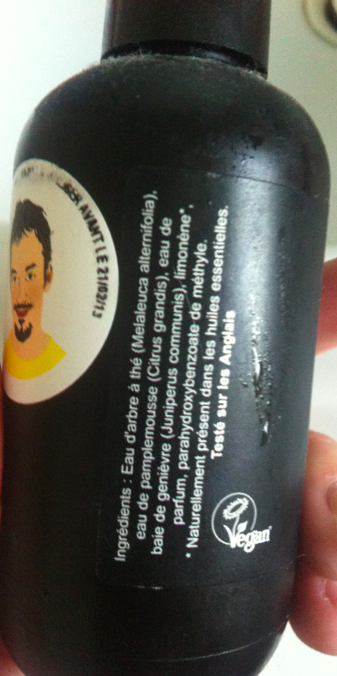 AVANT LE 21/02/13
Ingrédients : Eau d'arbre à thé (Melaleuca alternifolia),
eau de pamplemousse (Citrus grandis), eau de
baie de genièvre (Juniperus communis), limonène*,
parfum, parahydroxybenzoate de méthyle.
* Naturellement présent dans les huiles essentielles.
Testé sur les Anglais
Vegan